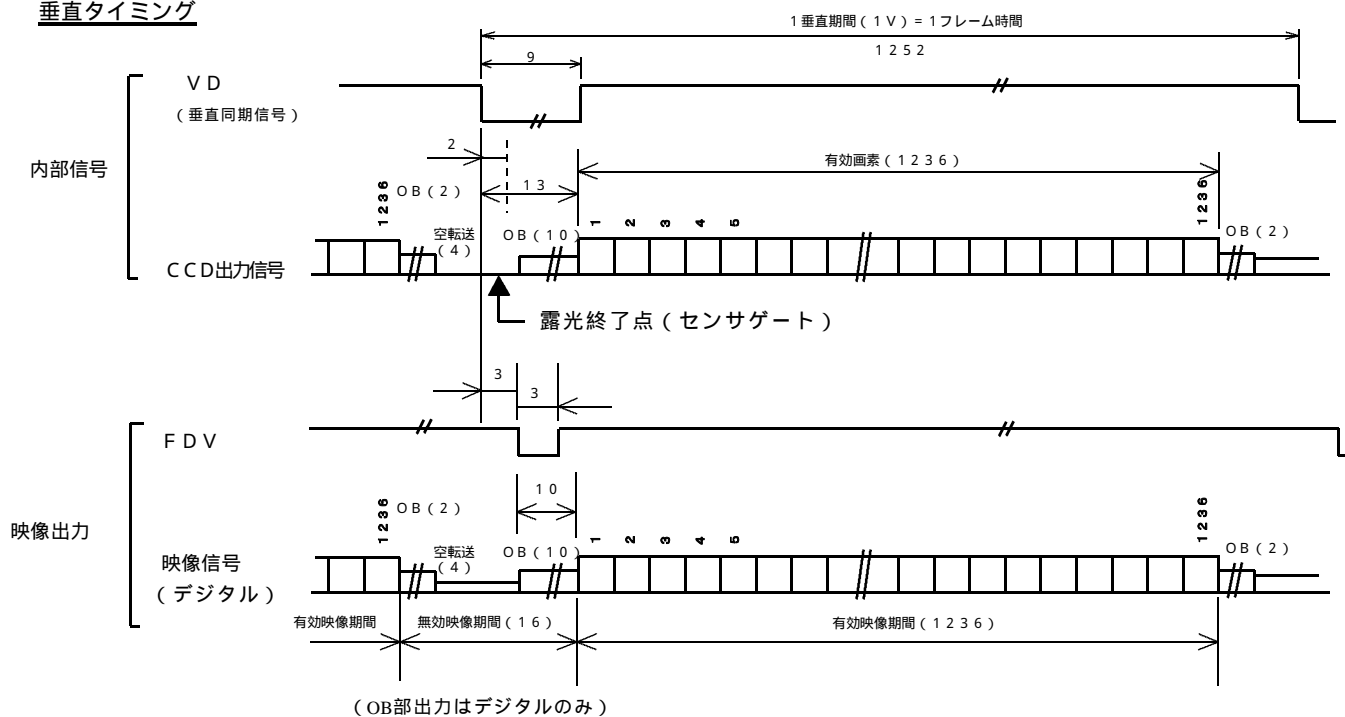 垂直タイミング
1垂直期間(1V)=1フレーム時間
1252
9
VD
(垂直同期信号)
2
有効画素(1236)
内部信号
13
1236
OB(2)
1236
空転送
(4)
OB(10)
1
2
3
4
5
OB(2)
CCD出力信号
露光終了点(センサゲート)
3
3
FDV
10
1236
OB(2)
1236
映像出力
空転送
(4)
OB(10)
1
2
3
4
5
OB(2)
映像信号
(デジタル)
有効映像期間
無効映像期間(16)
有効映像期間(1236)
(OB部出力はデジタルのみ)